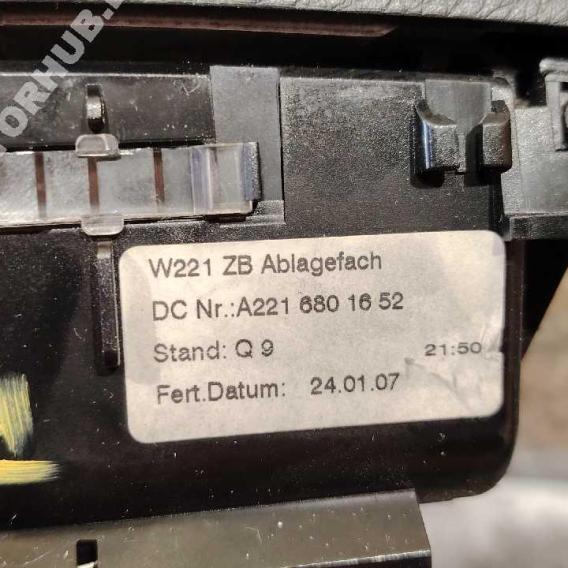 W221 ZB Ablagefach
DC Nr.:A221 680 16 52
Stand: Q 9 21:50
Fert.Datum: 24.01.07